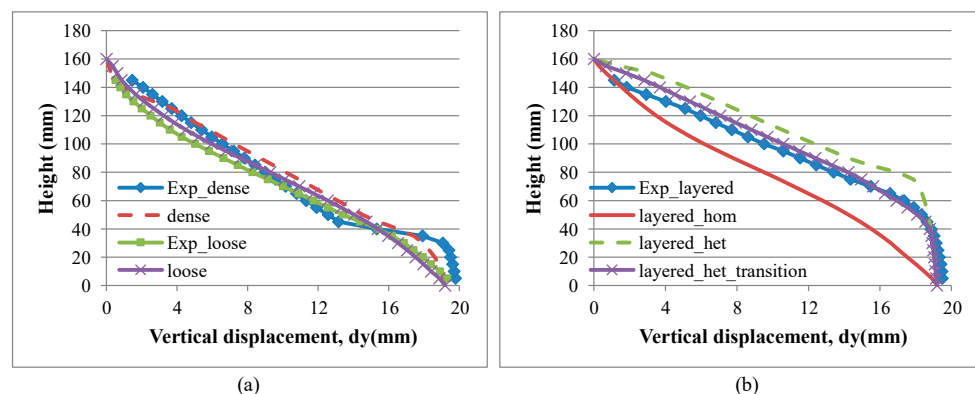 180
160
140
120
100
80
60
40
20
0
Height (mm)
Exp_dense
dense
Exp_loose
loose
0 4 8 12 16 20
Vertical displacement, dy(mm)
(a)
180
160
140
120
100
80
60
40
20
0
Height (mm)
Exp_layered
layered_hom
layered_het
layered_het_transition
0 4 8 12 16 20
Vertical displacement, dy(mm)
(b)